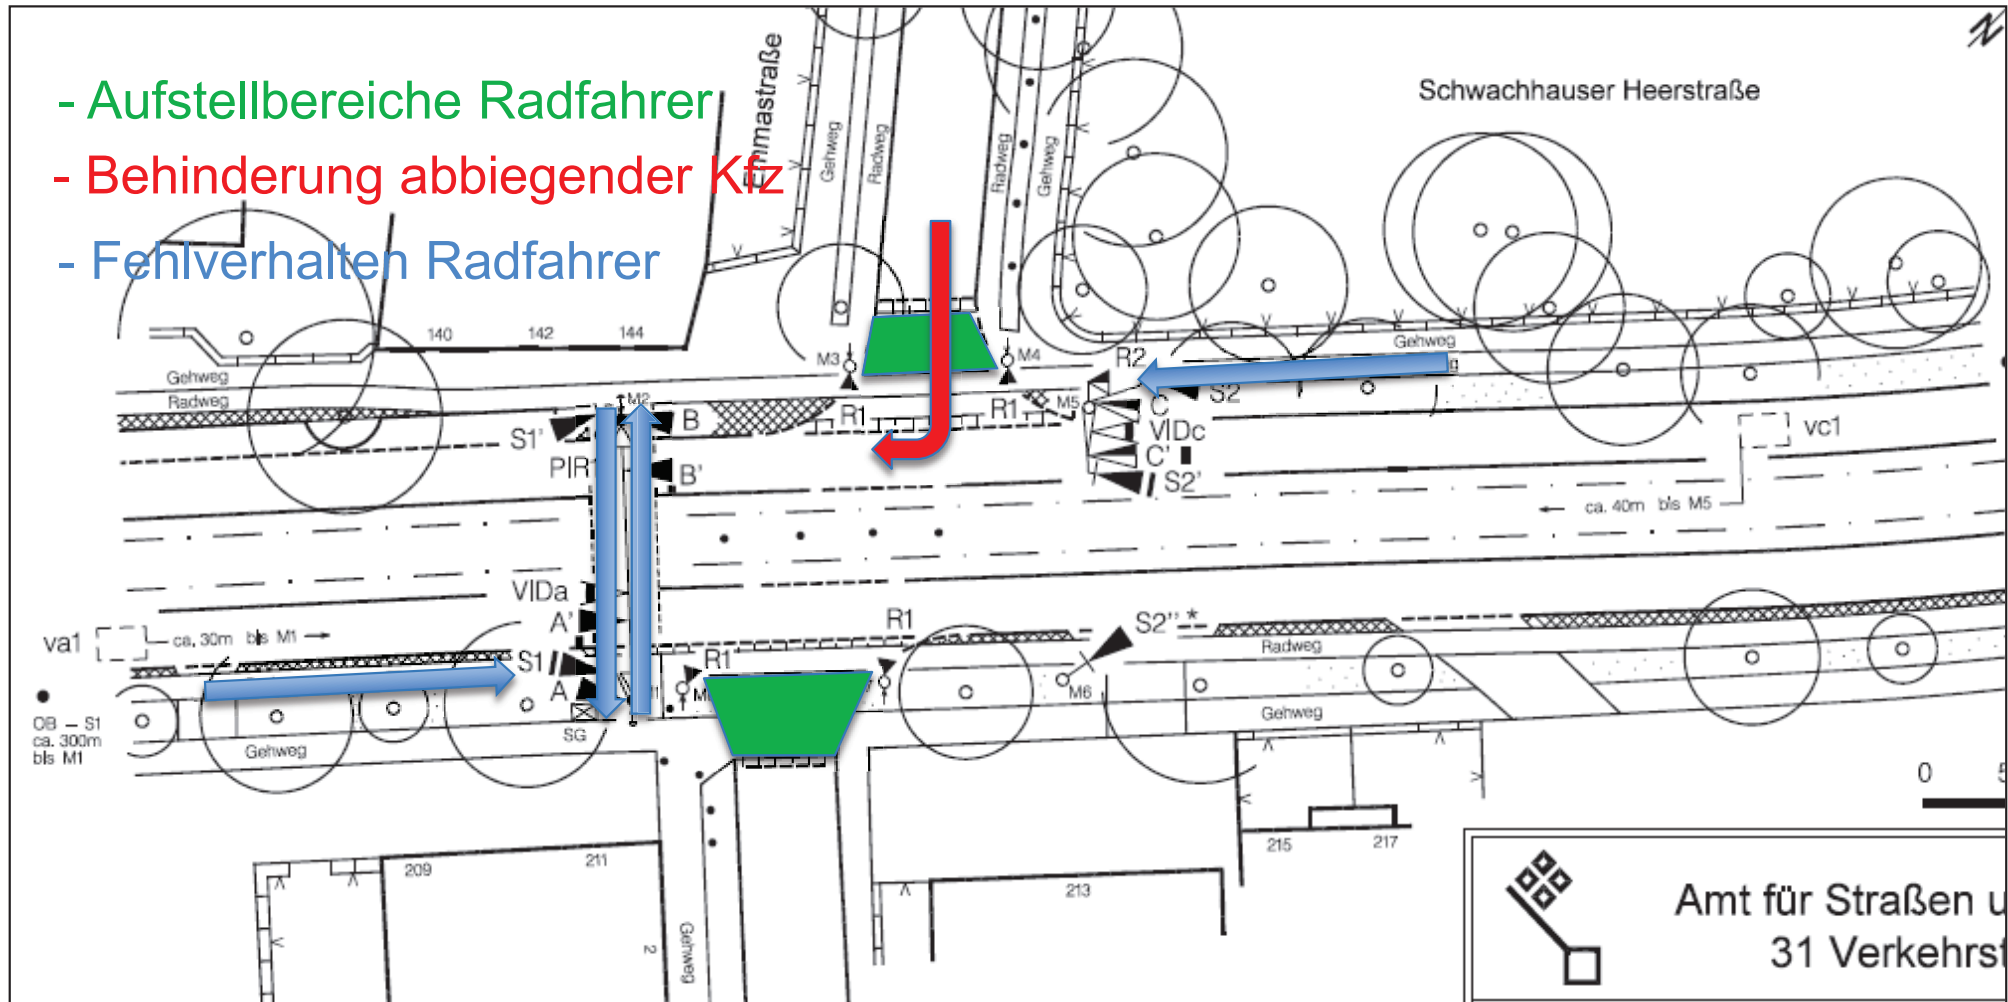 - Aufstellbereiche Radfahrer
- Behinderung abbiegender Kfz
- Fehlverhalten Radfahrer
Emmastraße
Schwachhauser Heerstraße
Gehweg
Radweg
Radweg
Gehweg
140
142
144
M3
M4
R2
Gehweg
Gehweg
Radweg
M2
S1'
B
R1
R1
M5
C
S2
VIDc
vc1
PIR
B'
C'
S2'
ca. 40m bis M5
VIDa
A'
R1
S2'' *
va1
ca. 30m bis M1
S1
R1
Radweg
A
M6
OB – S1
ca. 300m
bis M1
Gehweg
SG
Gehweg
0
209
211
213
215
217
2
Gehweg
Amt für Straßen u
31 Verkehrst